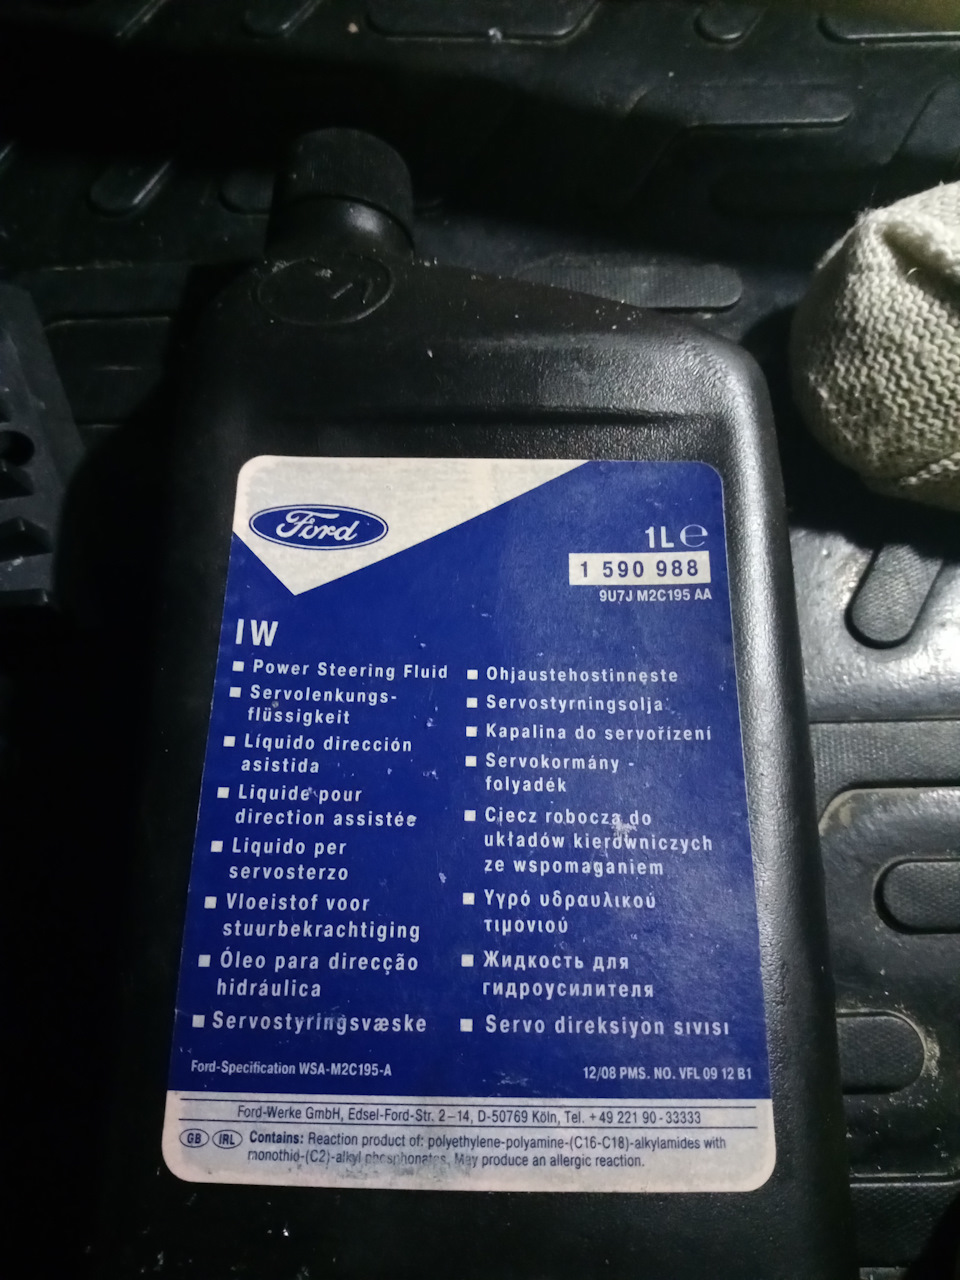 Ford
1L ℮
1 590 988
9U7J M2C195 AA
IW
■ Power Steering Fluid
■ Servolenkungs-
flüssigkeit
■ Líquido dirección
asistida
■ Liquide pour
direction assistée
■ Liquido per
servosterzo
■ Vloeistof voor
stuurbekrachtiging
■ Óleo para direcção
hidráulica
■ Servostyringsvæske
■ Ohjaustehostinneste
■ Servostyrningsolja
■ Kapalina do servořízení
■ Servokormány -
folyadék
■ Ciecz robocza do
układów kierowniczych
ze wspomaganiem
■ Υγρό υδραυλικού
τιμονιού
■ Жидкость для
гидроусилителя
■ Servo direksiyon sıvısı
Ford-Specification WSA-M2C195-A
12/08 PMS. NO. VFL 09 12 B1
Ford-Werke GmbH, Edsel-Ford-Str. 2–14, D-50769 Köln, Tel. +49 221 90-33333
GB IRL Contains: Reaction product of: polyethylene-polyamine-(C16-C18)-alkylamides with
monothio-(C2)-alkyl phosphonates. May produce an allergic reaction.